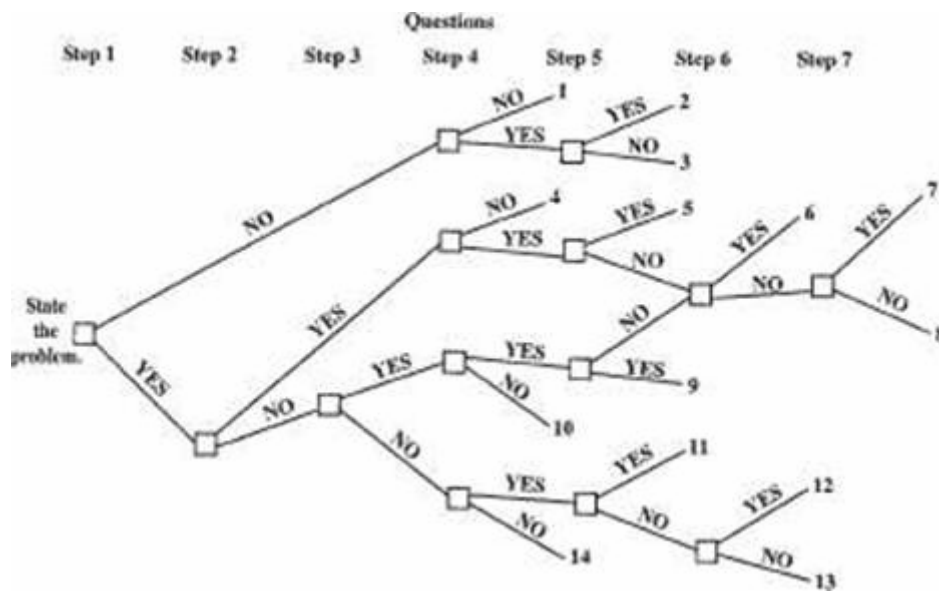 Questions
Step 1 Step 2 Step 3 Step 4 Step 5 Step 6 Step 7
NO 1
YES 2
YES
NO
3
NO
NO 4
YES 5
YES
NO
YES 6
YES 7
NO
NO
State
the
problem.
YES
YES
NO
YES
YES
NO
YES 9
NO
10
NO
YES
YES 11
NO
14
NO
YES 12
NO
13